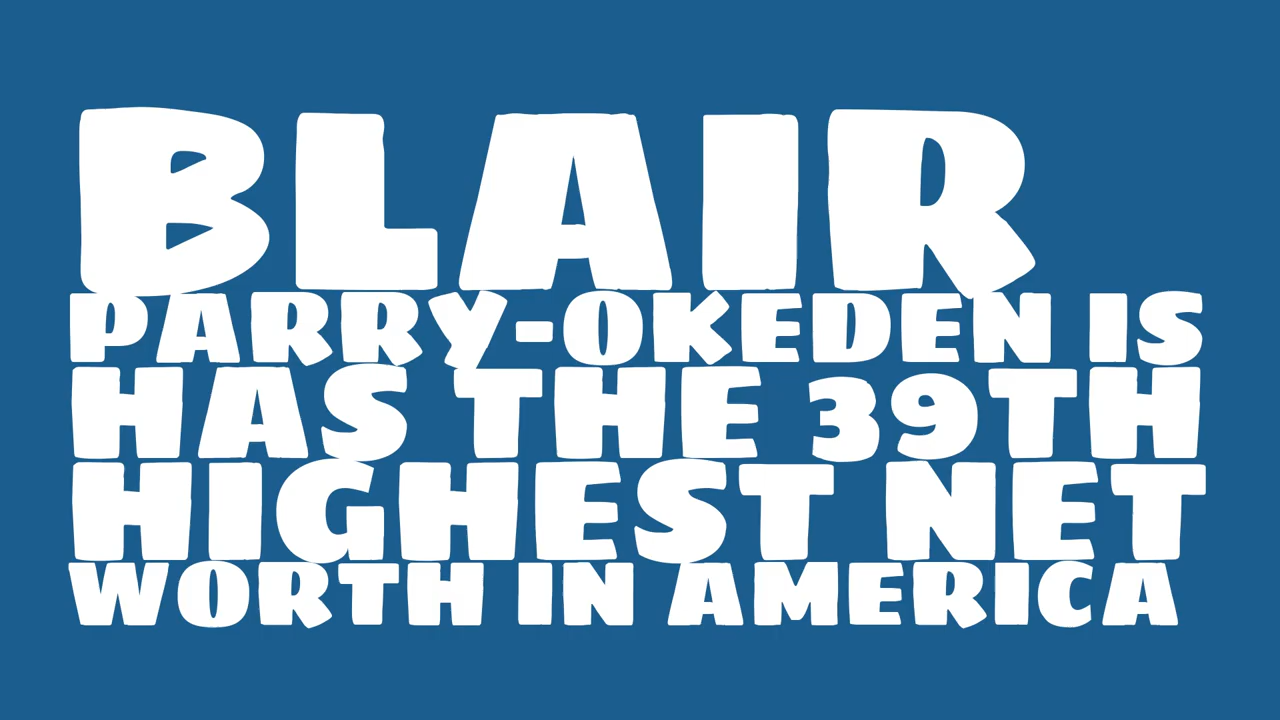 BLAIR
PARRY-OKEDEN IS
HAS THE 39TH
HIGHEST NET
WORTH IN AMERICA